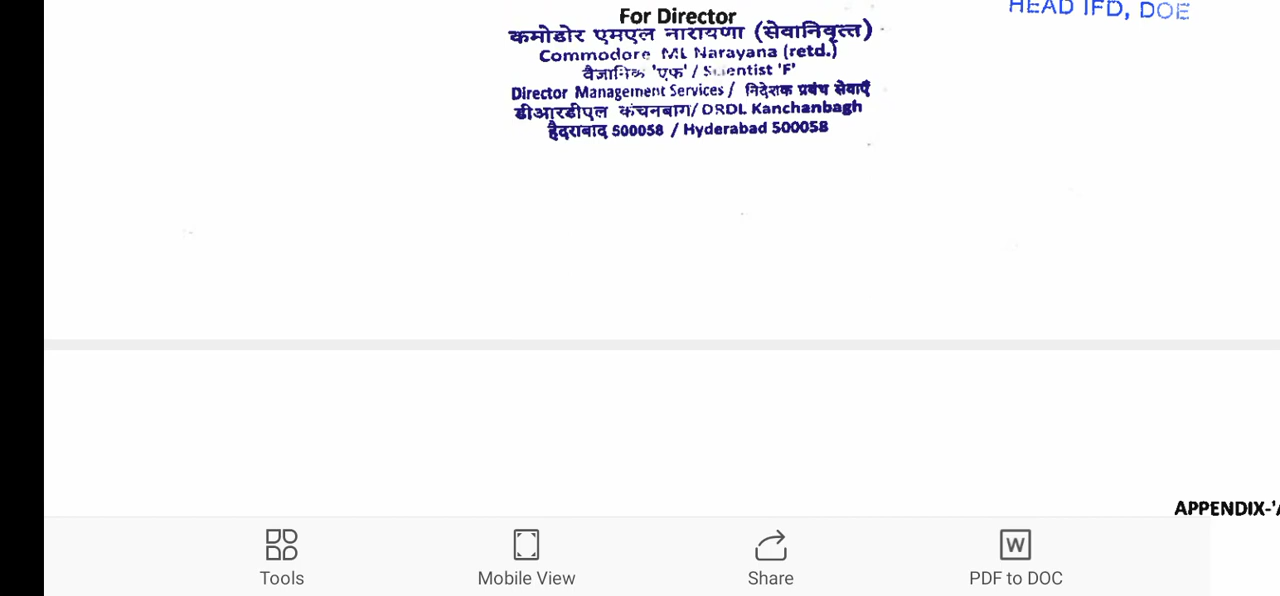 HEAD IFD, DOE
For Director
कमोडोर एमएल नारायणा (सेवानिवृत्त)
Commodore ML Narayana (retd.)
वैज्ञानिक 'एफ' / Scientist 'F'
Director Management Services / निदेशक प्रबंध सेवाएँ
डीआरडीएल कंचनबाग/ DRDL Kanchanbagh
हैदराबाद 500058 / Hyderabad 500058
APPENDIX-'A
Tools
Mobile View
Share
W
PDF to DOC